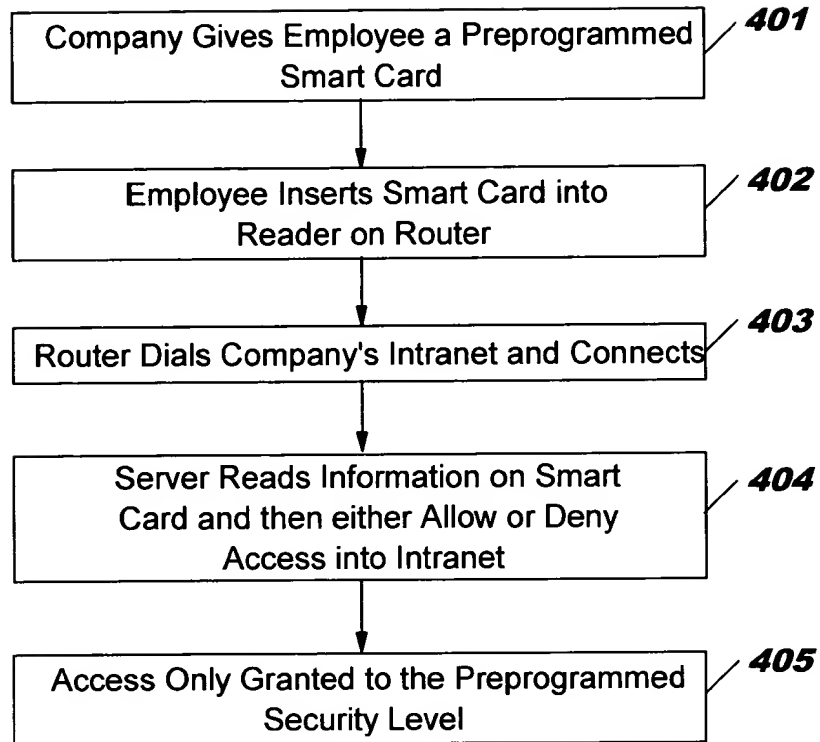 Company Gives Employee a Preprogrammed
Smart Card
401
Employee Inserts Smart Card into
Reader on Router
402
Router Dials Company's Intranet and Connects
403
Server Reads Information on Smart
Card and then either Allow or Deny
Access into Intranet
404
Access Only Granted to the Preprogrammed
Security Level
405